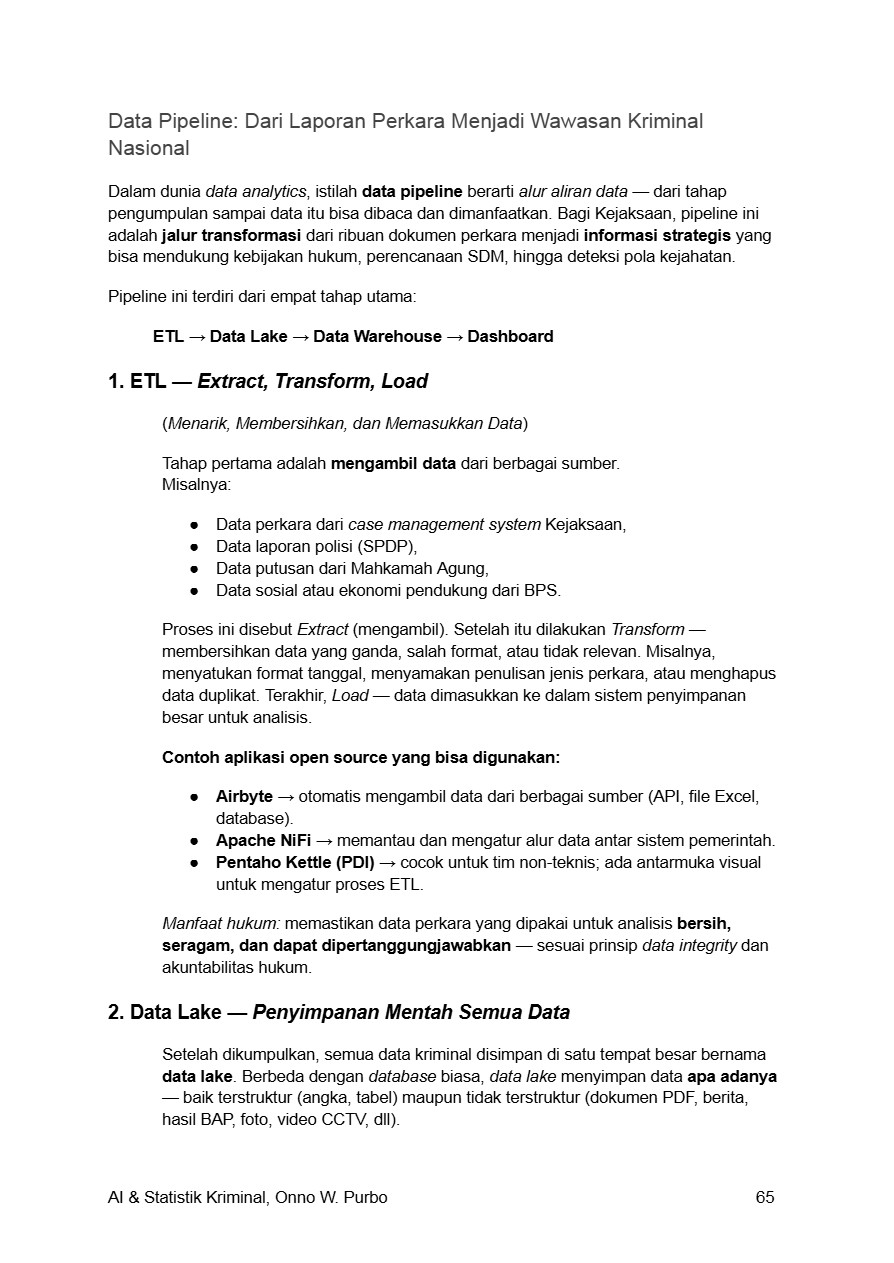 Data Pipeline: Dari Laporan Perkara Menjadi Wawasan Kriminal
Nasional
Dalam dunia data analytics, istilah data pipeline berarti alur aliran data — dari tahap
pengumpulan sampai data itu bisa dibaca dan dimanfaatkan. Bagi Kejaksaan, pipeline ini
adalah jalur transformasi dari ribuan dokumen perkara menjadi informasi strategis yang
bisa mendukung kebijakan hukum, perencanaan SDM, hingga deteksi pola kejahatan.
Pipeline ini terdiri dari empat tahap utama:
ETL → Data Lake → Data Warehouse → Dashboard
1. ETL — Extract, Transform, Load
(Menarik, Membersihkan, dan Memasukkan Data)
Tahap pertama adalah mengambil data dari berbagai sumber.
Misalnya:
● Data perkara dari case management system Kejaksaan,
● Data laporan polisi (SPDP),
● Data putusan dari Mahkamah Agung,
● Data sosial atau ekonomi pendukung dari BPS.
Proses ini disebut Extract (mengambil). Setelah itu dilakukan Transform —
membersihkan data yang ganda, salah format, atau tidak relevan. Misalnya,
menyatukan format tanggal, menyamakan penulisan jenis perkara, atau menghapus
data duplikat. Terakhir, Load — data dimasukkan ke dalam sistem penyimpanan
besar untuk analisis.
Contoh aplikasi open source yang bisa digunakan:
● Airbyte → otomatis mengambil data dari berbagai sumber (API, file Excel,
database).
● Apache NiFi → memantau dan mengatur alur data antar sistem pemerintah.
● Pentaho Kettle (PDI) → cocok untuk tim non-teknis; ada antarmuka visual
untuk mengatur proses ETL.
Manfaat hukum: memastikan data perkara yang dipakai untuk analisis bersih,
seragam, dan dapat dipertanggungjawabkan — sesuai prinsip data integrity dan
akuntabilitas hukum.
2. Data Lake — Penyimpanan Mentah Semua Data
Setelah dikumpulkan, semua data kriminal disimpan di satu tempat besar bernama
data lake. Berbeda dengan database biasa, data lake menyimpan data apa adanya
— baik terstruktur (angka, tabel) maupun tidak terstruktur (dokumen PDF, berita,
hasil BAP, foto, video CCTV, dll).
AI & Statistik Kriminal, Onno W. Purbo 65